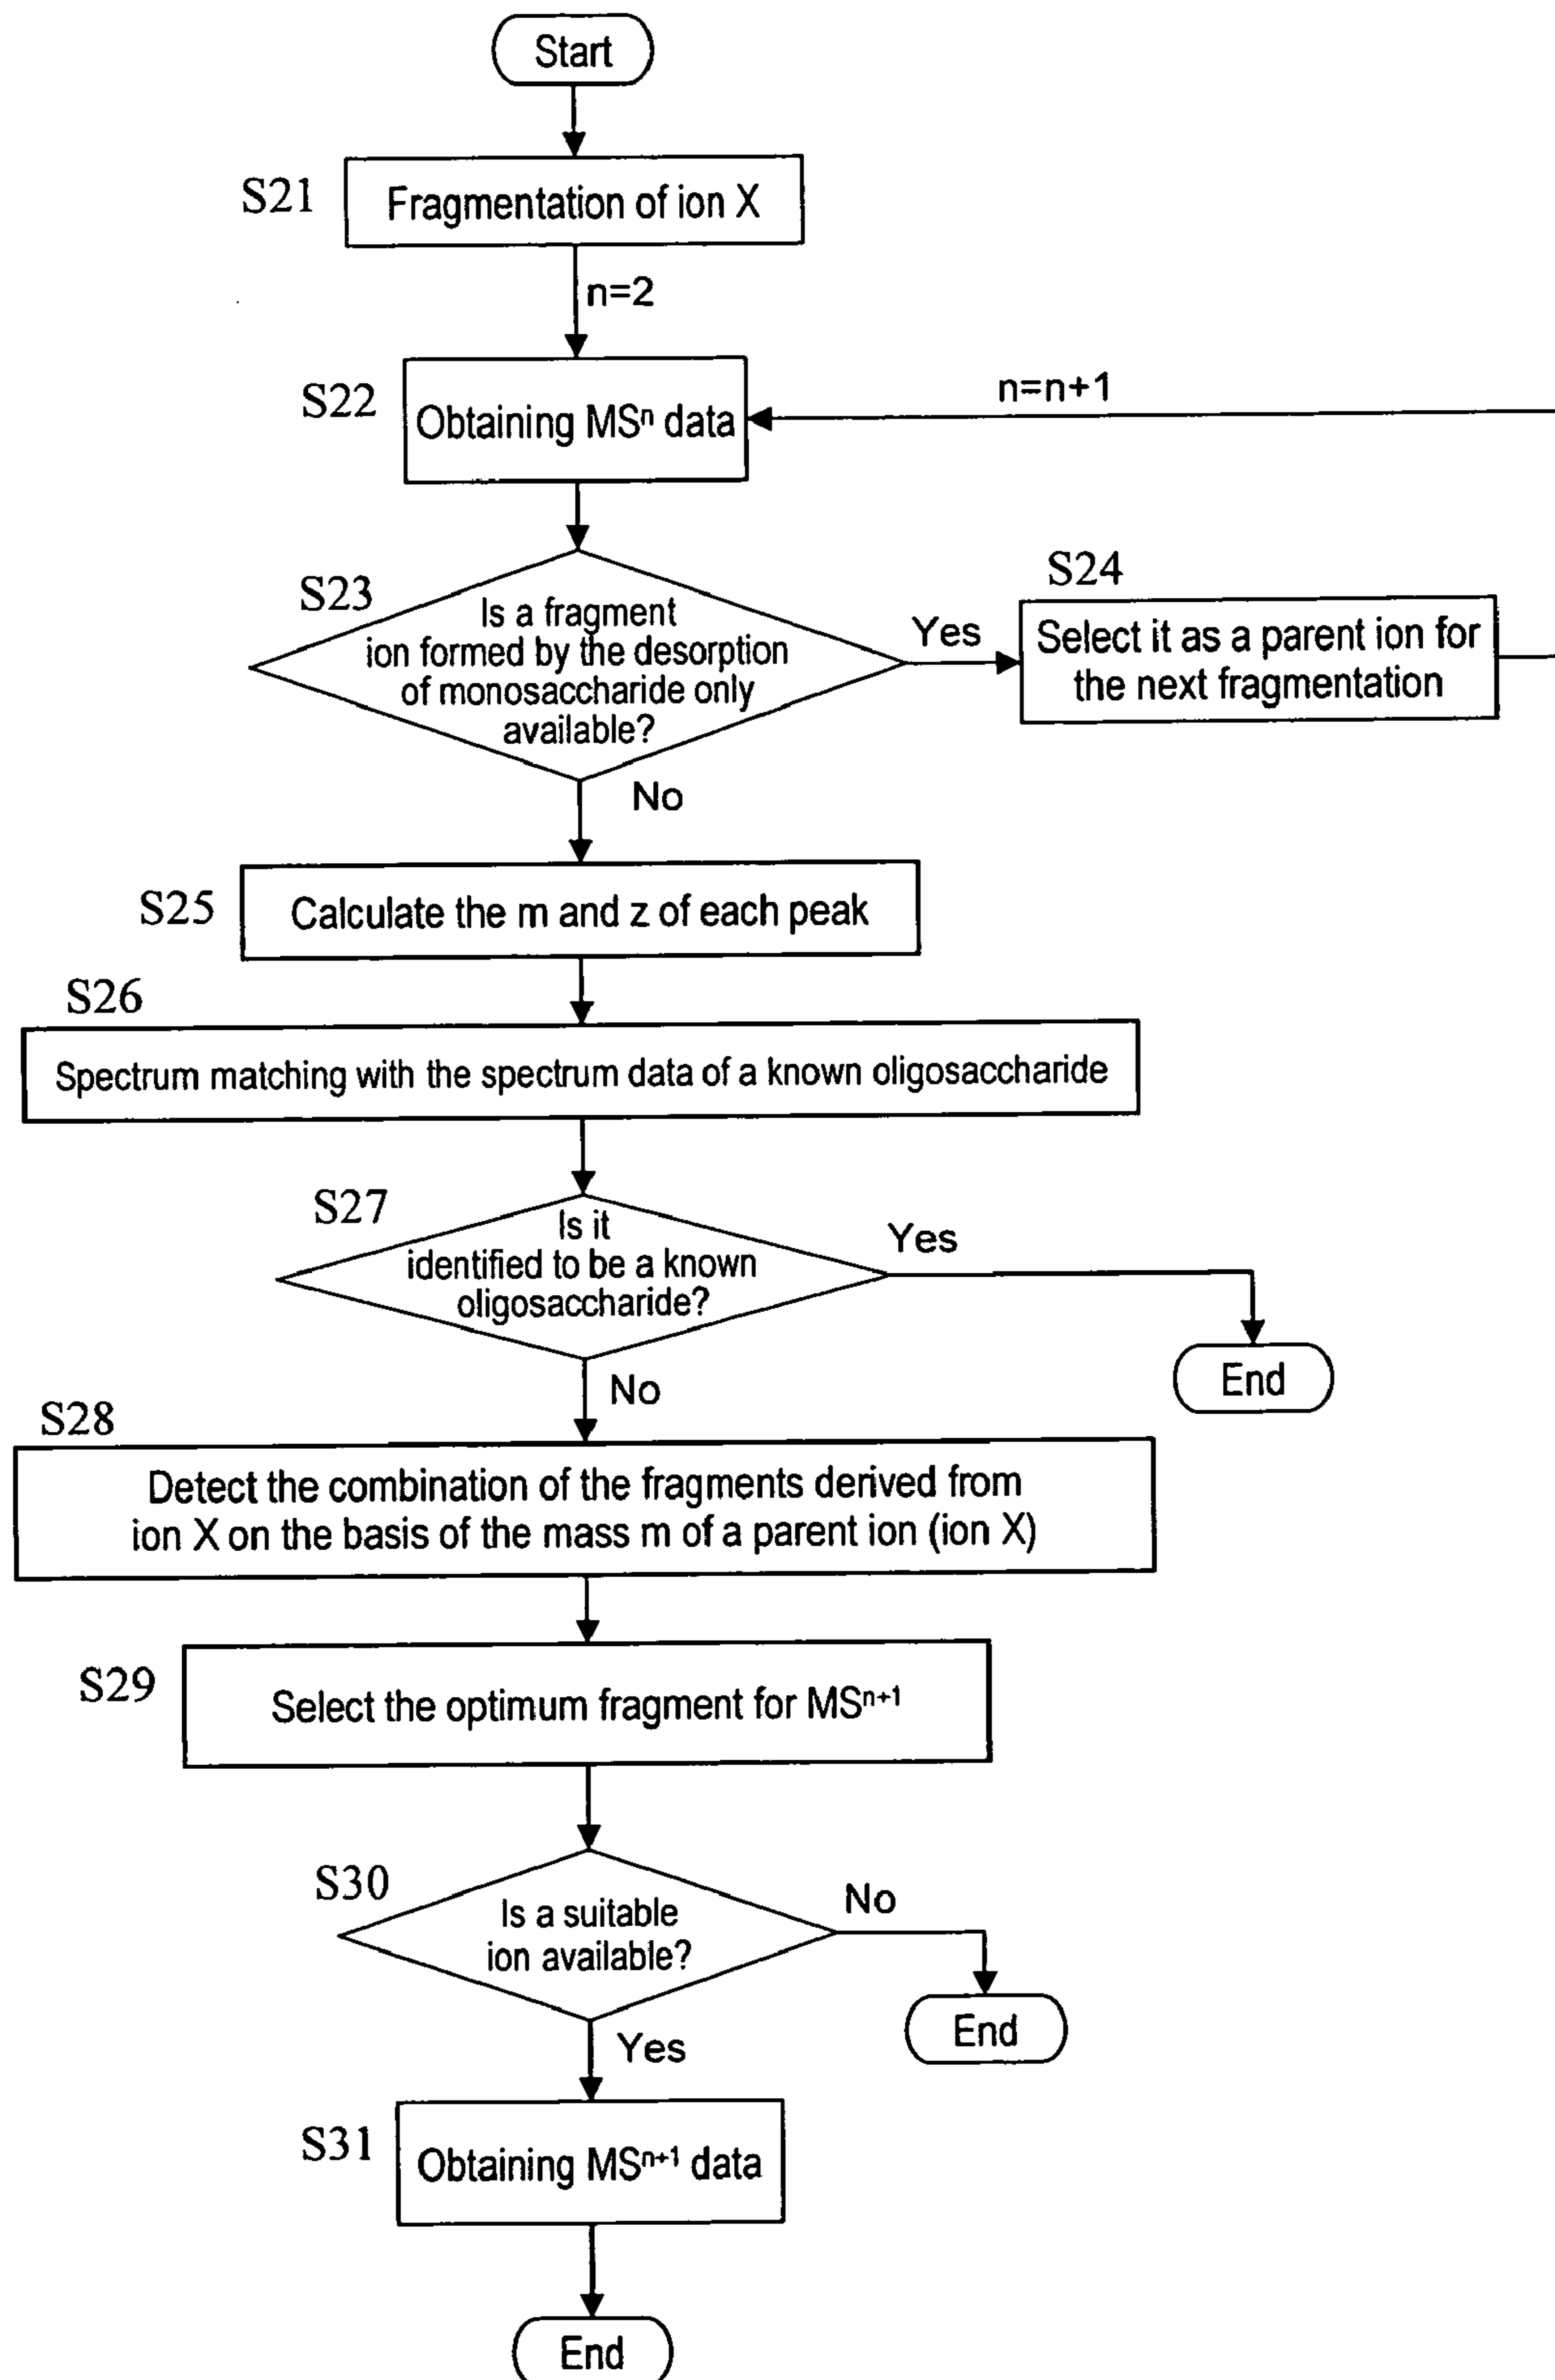 Start
S21
Fragmentation of ion X
n=2
S22
Obtaining MSⁿ data
n=n+1
S23
Is a fragment
ion formed by the desorption
of monosaccharide only
available?
Yes
S24
Select it as a parent ion for
the next fragmentation
No
S25
Calculate the m and z of each peak
S26
Spectrum matching with the spectrum data of a known oligosaccharide
S27
Is it
identified to be a known
oligosaccharide?
Yes
End
No
S28
Detect the combination of the fragments derived from
ion X on the basis of the mass m of a parent ion (ion X)
S29
Select the optimum fragment for MSⁿ⁺¹
S30
Is a suitable
ion available?
No
End
Yes
S31
Obtaining MSⁿ⁺¹ data
End